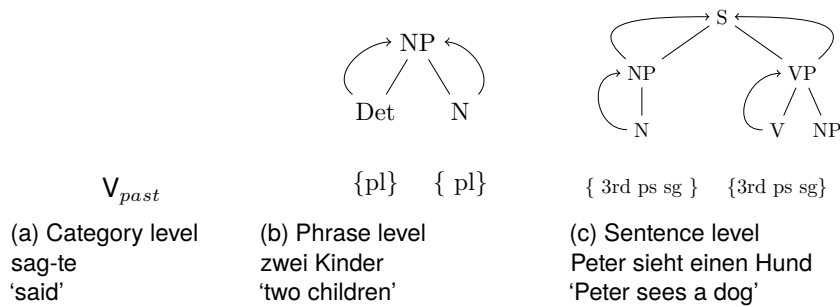 S
NP
NP VP
Det N
N V NP
V_past
{pl} { pl}
{ 3rd ps sg } {3rd ps sg}
(a) Category level
sag-te
‘said’
(b) Phrase level
zwei Kinder
‘two children’
(c) Sentence level
Peter sieht einen Hund
‘Peter sees a dog’